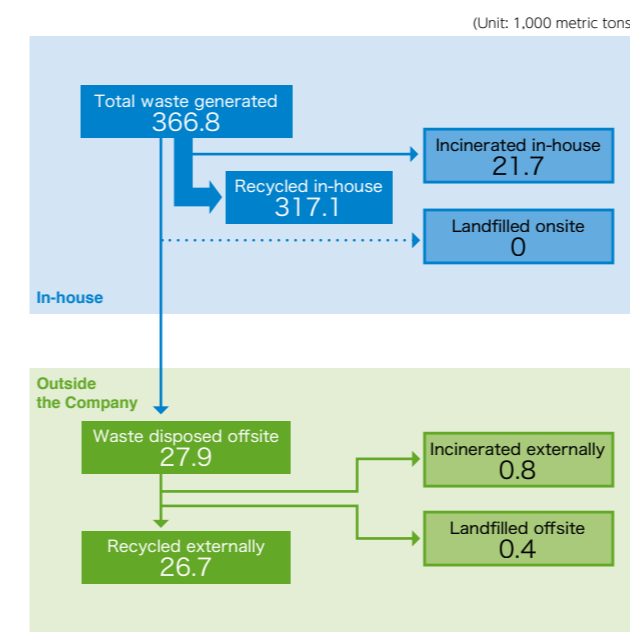 (Unit: 1,000 metric tons
Total waste generated
366.8
Incinerated in-house
21.7
Recycled in-house
317.1
Landfilled onsite
0
In-house
Outside
the Company
Waste disposed offsite
27.9
Incinerated externally
0.8
Landfilled offsite
0.4
Recycled externally
26.7